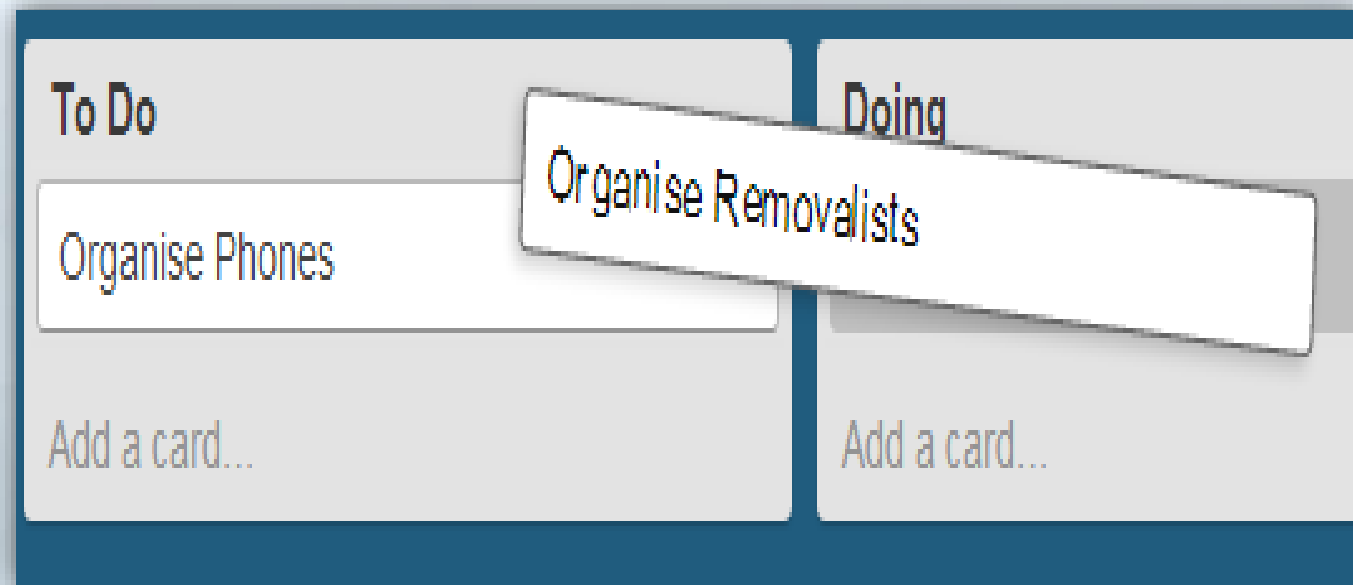 To Do
Organise Phones
Add a card...
Doing
Organise Removalists
Add a card...